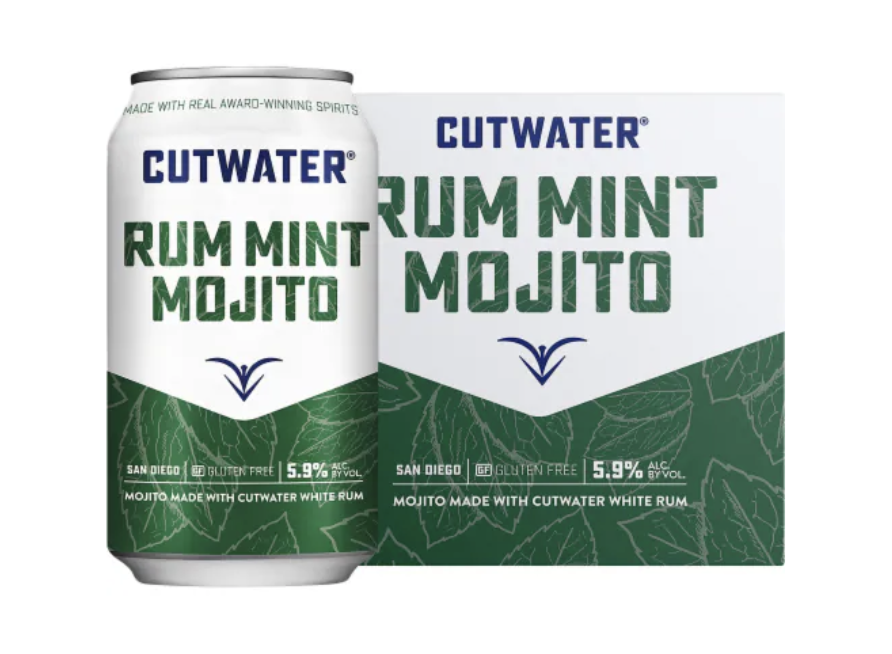 MADE WITH REAL AWARD-WINNING SPIRITS
CUTWATER®
RUM MINT
MOJITO
SAN DIEGO | GF GLUTEN FREE | 5.9% ALC. BY VOL.
MOJITO MADE WITH CUTWATER WHITE RUM
CUTWATER®
RUM MINT
MOJITO
SAN DIEGO | GF GLUTEN FREE | 5.9% ALC. BY VOL.
MOJITO MADE WITH CUTWATER WHITE RUM